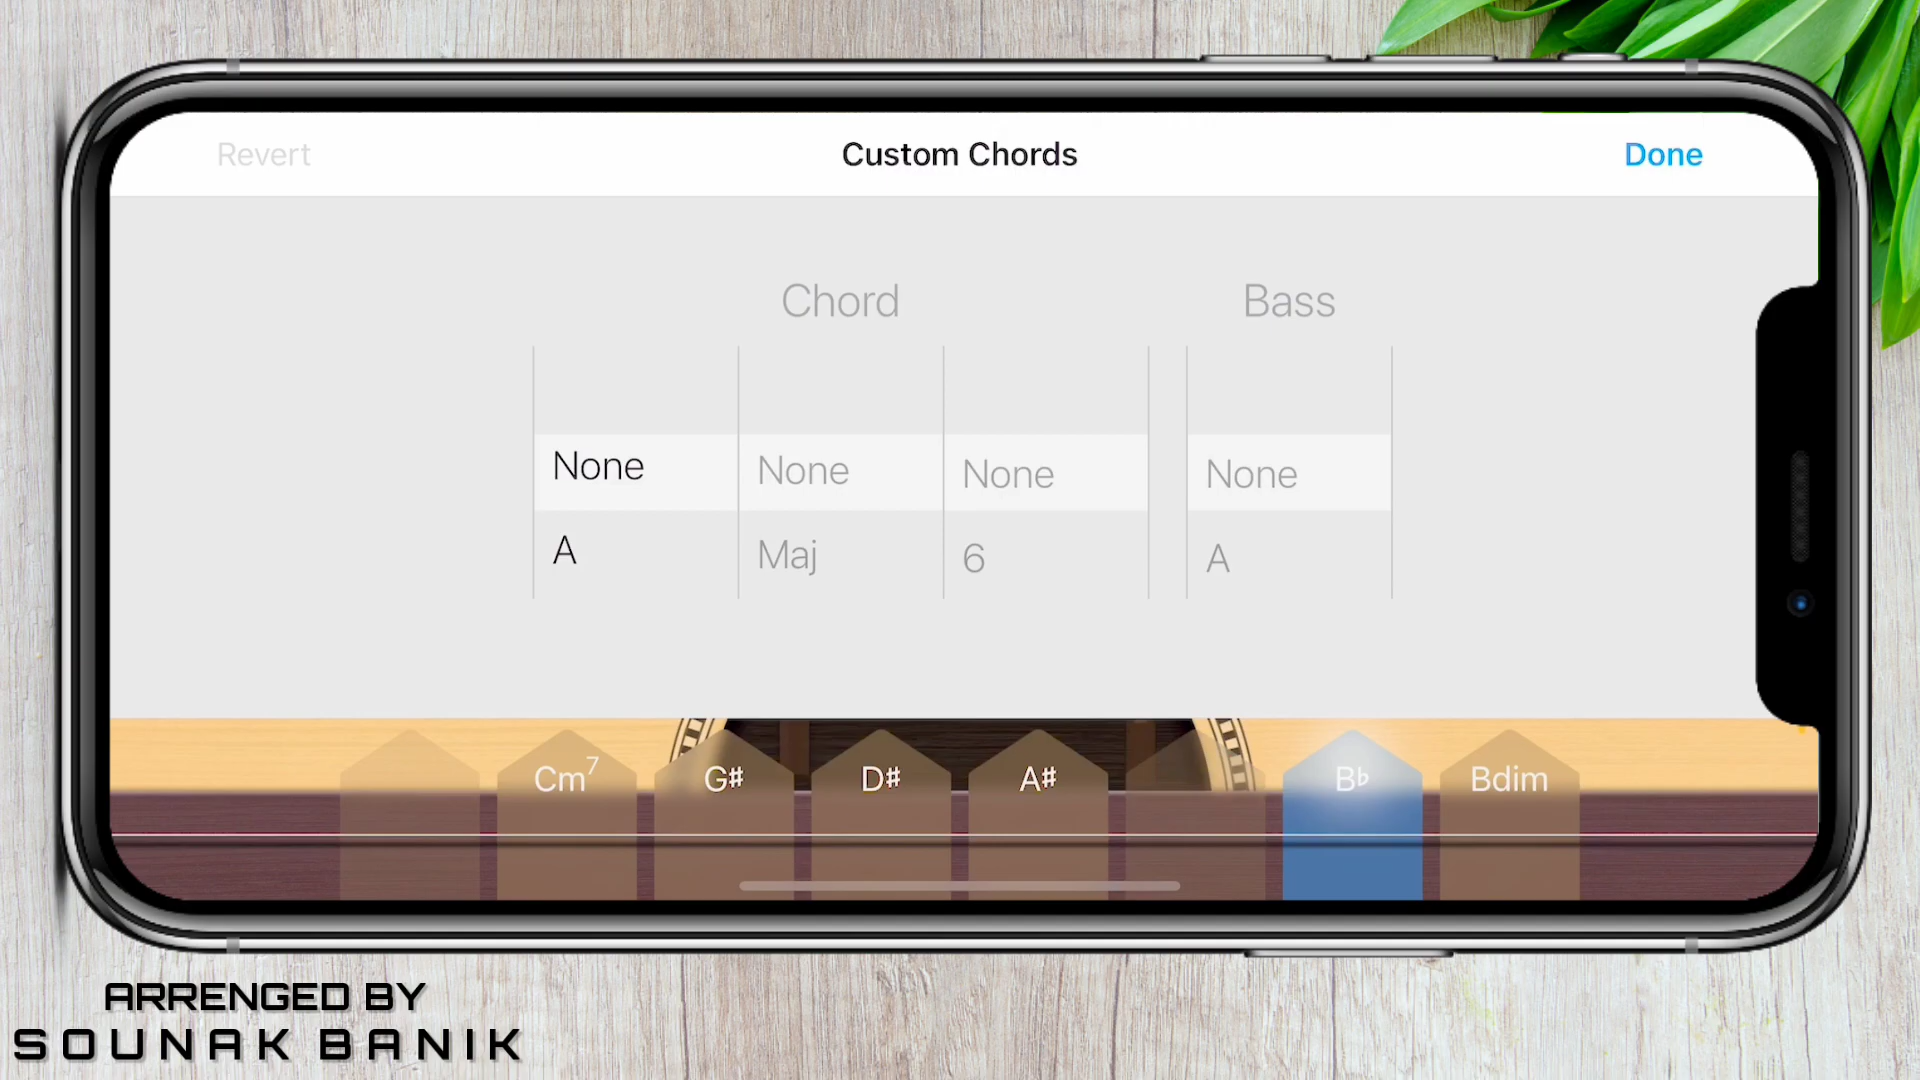 Revert Custom Chords Done
Chord Bass
None None None None
A Maj 6 A
Cm7 G♯ D♯ A♯ B♭ Bdim
ARRENGED BY
SOUNAK BANIK